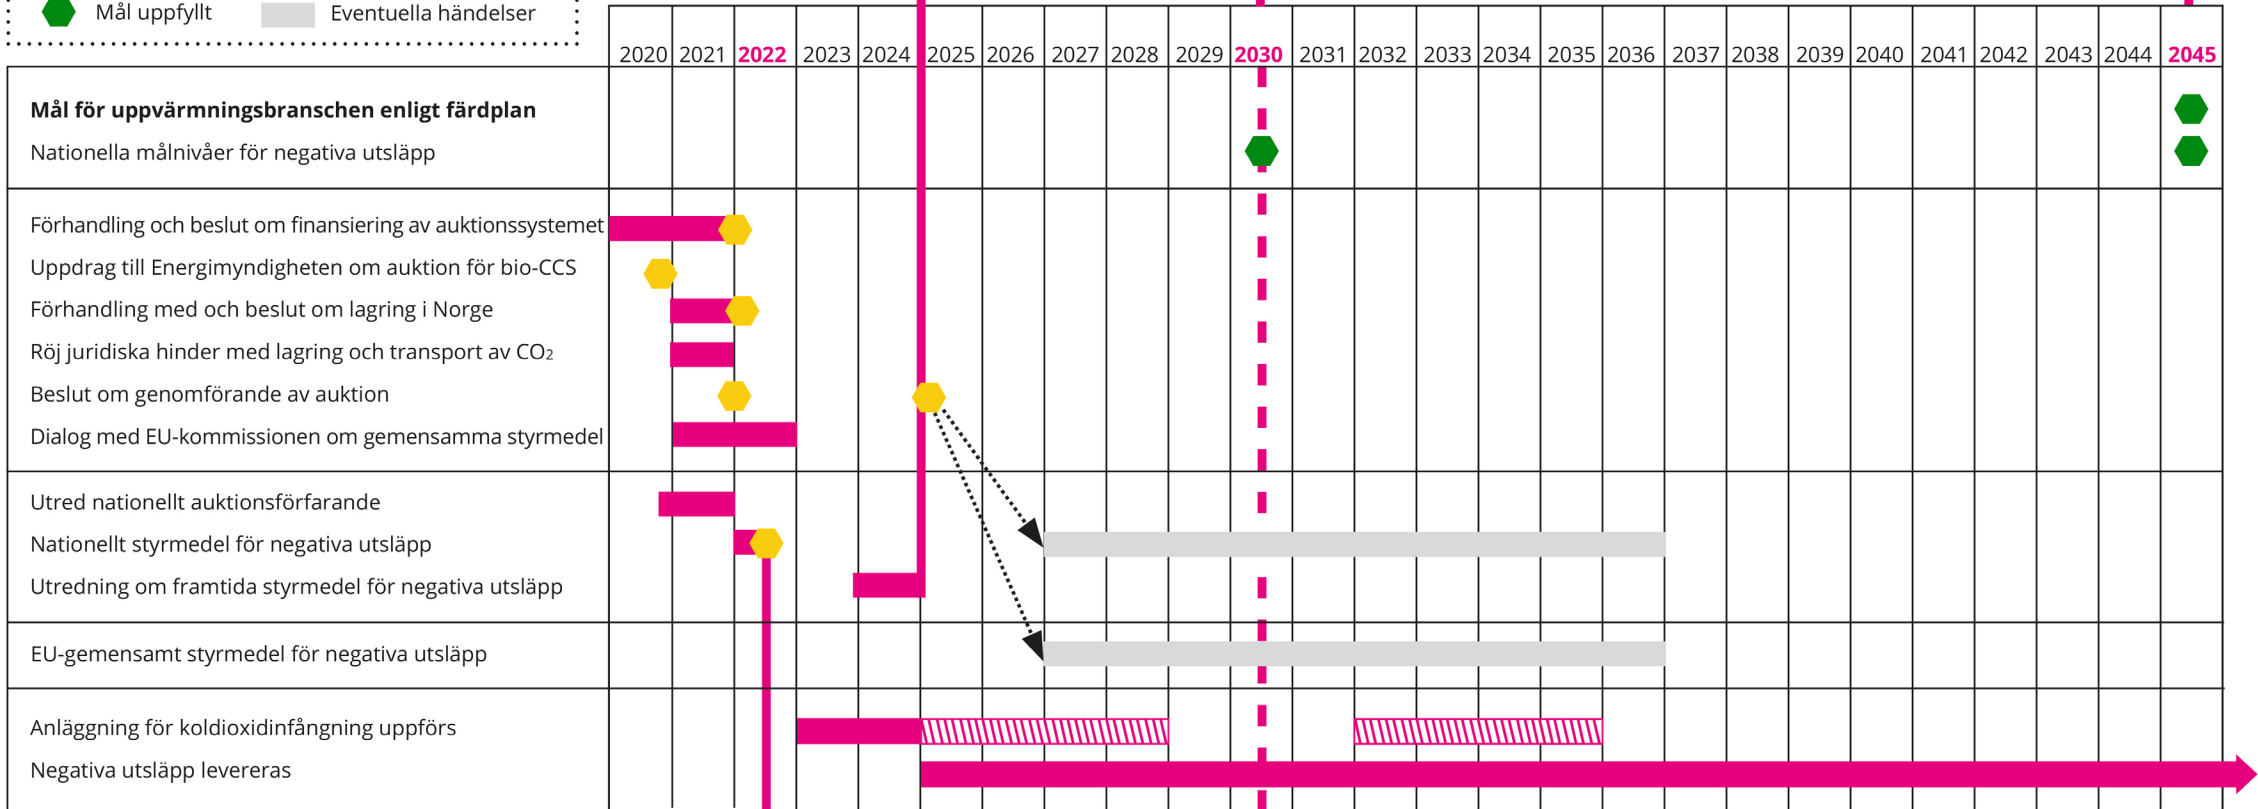 Mål uppfyllt Eventuella händelser
2020 2021 2022 2023 2024 2025 2026 2027 2028 2029 2030 2031 2032 2033 2034 2035 2036 2037 2038 2039 2040 2041 2042 2043 2044 2045
Mål för uppvärmningsbranschen enligt färdplan
Nationella målnivåer för negativa utsläpp
Förhandling och beslut om finansiering av auktionssystemet
Uppdrag till Energimyndigheten om auktion för bio-CCS
Förhandling med och beslut om lagring i Norge
Röj juridiska hinder med lagring och transport av CO₂
Beslut om genomförande av auktion
Dialog med EU-kommissionen om gemensamma styrmedel
Utred nationellt auktionsförfarande
Nationellt styrmedel för negativa utsläpp
Utredning om framtida styrmedel för negativa utsläpp
EU-gemensamt styrmedel för negativa utsläpp
Anläggning för koldioxidinfångning uppförs
Negativa utsläpp levereras